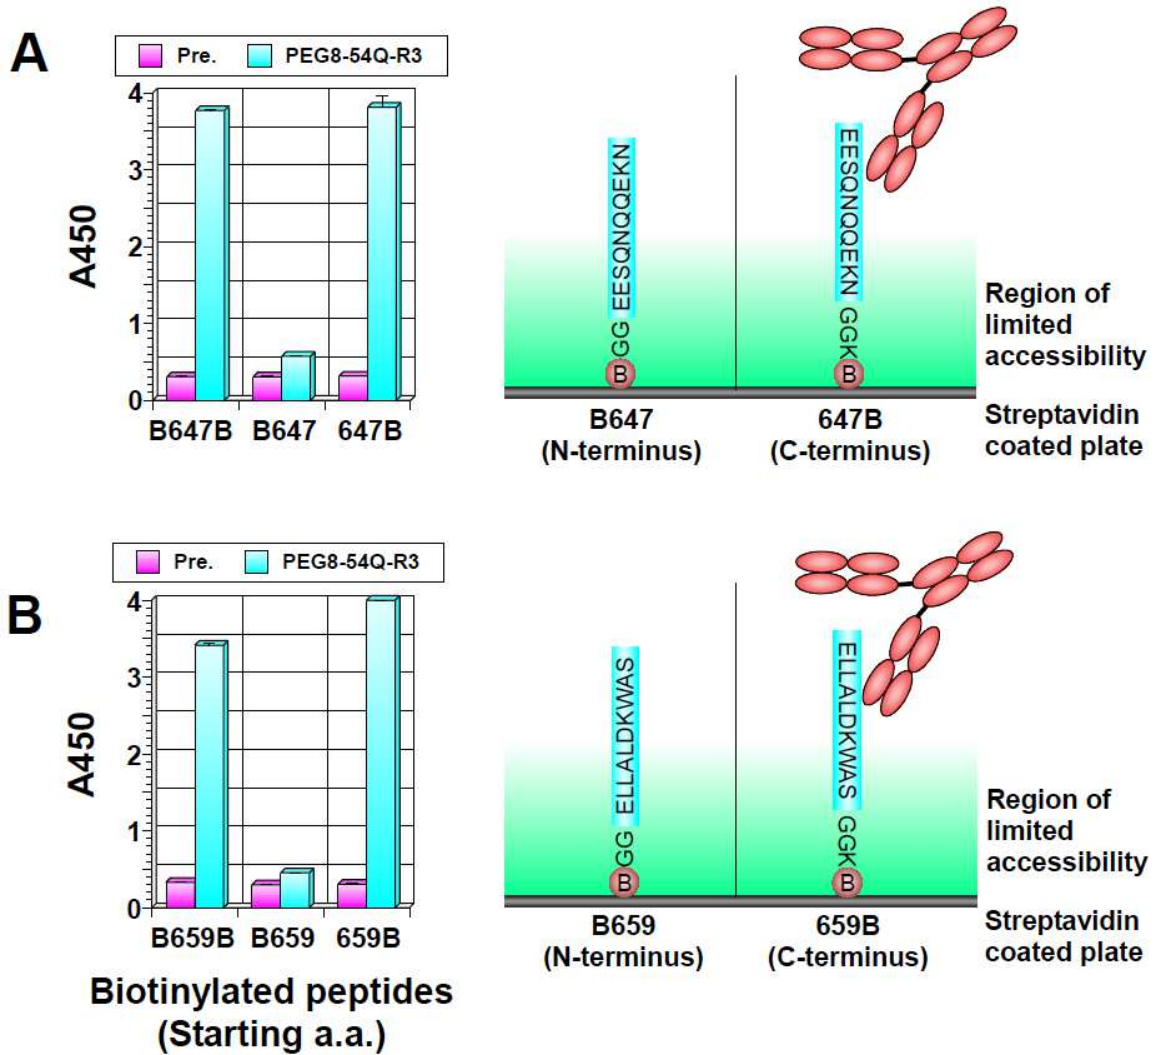 A
Pre. PEG8-54Q-R3
4
3
2
1
0
A450
B647B B647 647B
EESQNQQEKN
GG
B
EESQNQQEKN
GGK
B
B647
(N-terminus)
647B
(C-terminus)
Region of
limited
accessibility
Streptavidin
coated plate
B
Pre. PEG8-54Q-R3
4
3
2
1
0
A450
B659B B659 659B
Biotinylated peptides
(Starting a.a.)
ELLALDKWAS
GG
B
ELLALDKWAS
GGK
B
B659
(N-terminus)
659B
(C-terminus)
Region of
limited
accessibility
Streptavidin
coated plate